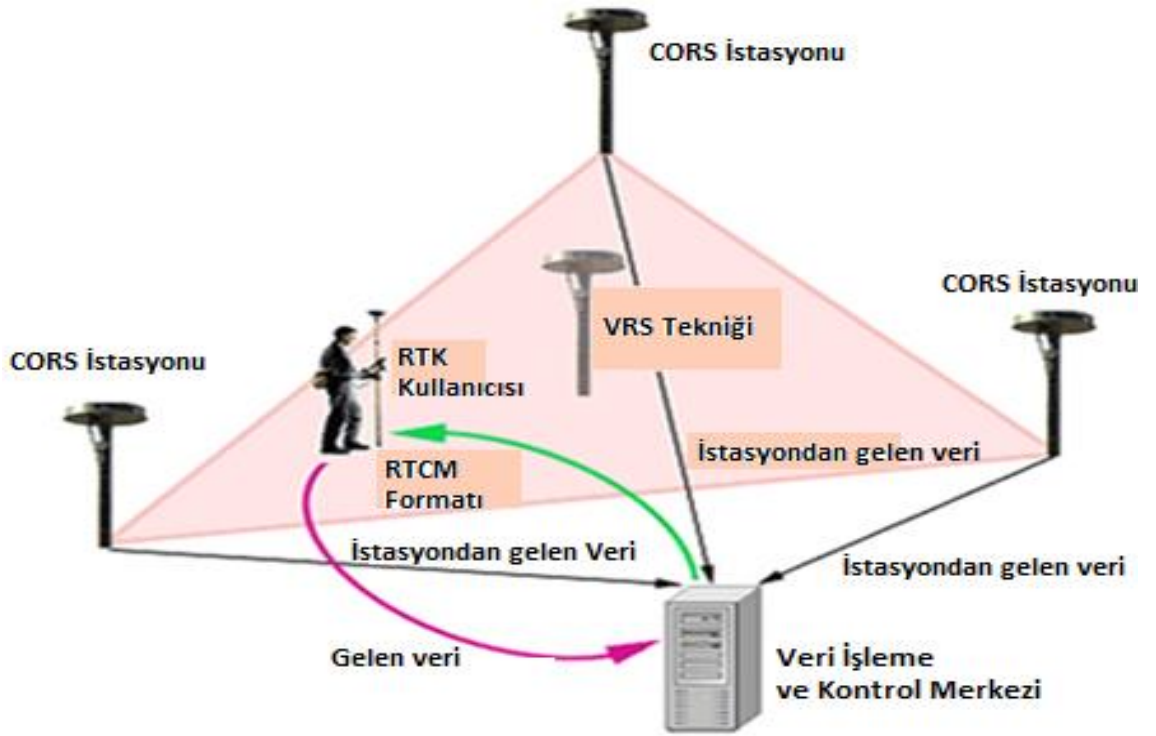 CORS İstasyonu
CORS İstasyonu
VRS Tekniği
CORS İstasyonu
RTK
Kullanıcısı
İstasyondan gelen veri
RTCM
Formatı
İstasyondan gelen Veri
İstasyondan gelen veri
Gelen veri
Veri İşleme
ve Kontrol Merkezi